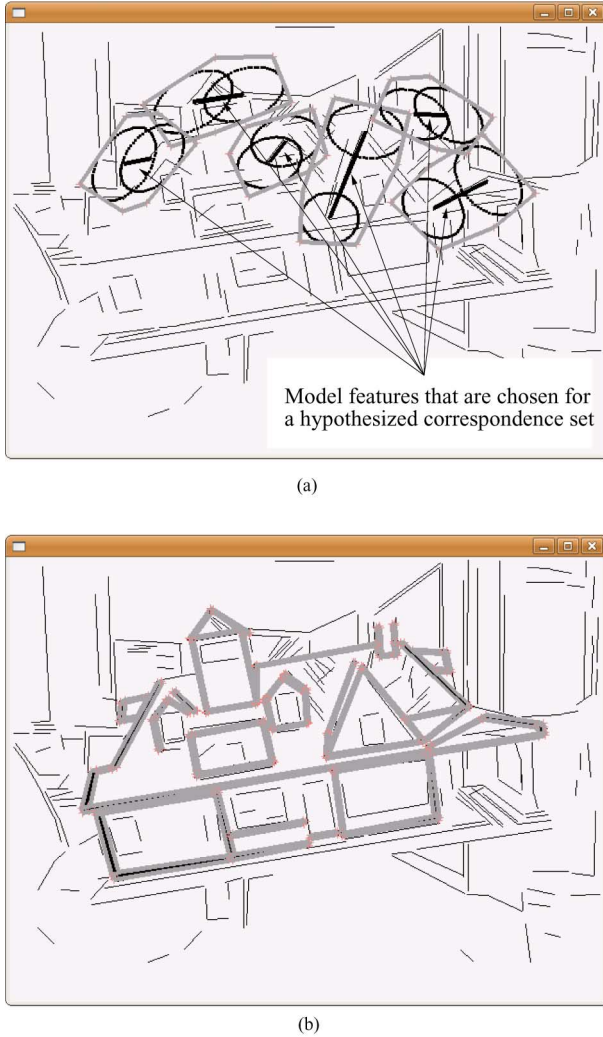 Model features that are chosen for
a hypothesized correspondence set
(a)
(b)